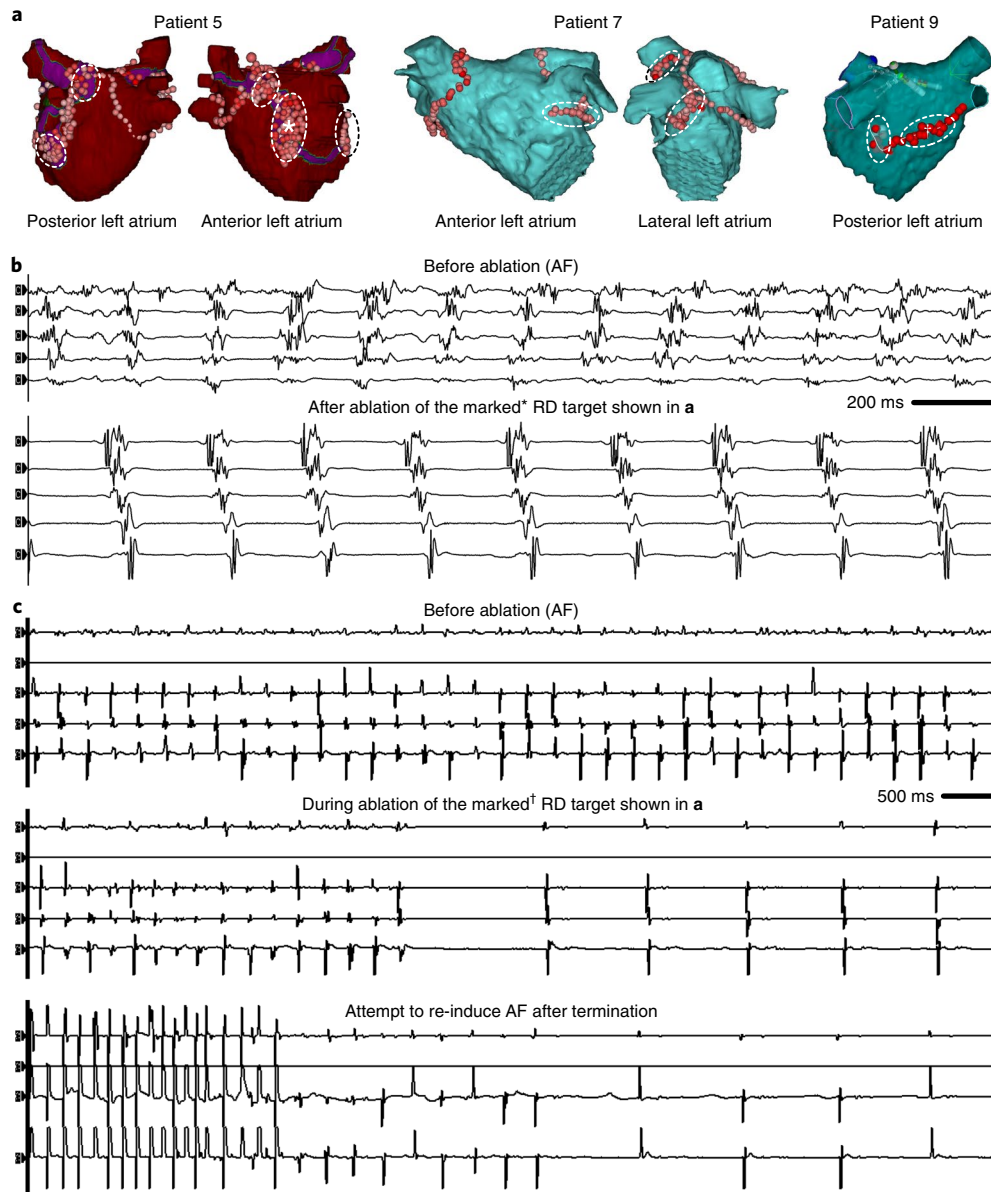 a
Patient 5 Patient 7 Patient 9
*
†
Posterior left atrium Anterior left atrium Anterior left atrium Lateral left atrium Posterior left atrium
b
Before ablation (AF)
After ablation of the marked* RD target shown in a
200 ms
c
Before ablation (AF)
500 ms
During ablation of the marked† RD target shown in a
Attempt to re-induce AF after termination